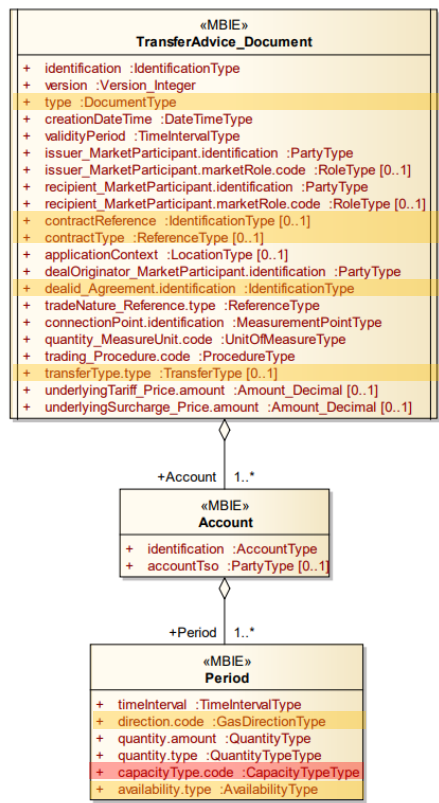 «MBIE»
TransferAdvice_Document
+ identification :IdentificationType
+ version :Version_Integer
+ type :DocumentType
+ creationDateTime :DateTimeType
+ validityPeriod :TimeIntervalType
+ issuer_MarketParticipant.identification :PartyType
+ issuer_MarketParticipant.marketRole.code :RoleType [0..1]
+ recipient_MarketParticipant.identification :PartyType
+ recipient_MarketParticipant.marketRole.code :RoleType [0..1]
+ contractReference :IdentificationType [0..1]
+ contractType :ReferenceType [0..1]
+ applicationContext :LocationType [0..1]
+ dealOriginator_MarketParticipant.identification :PartyType
+ dealid_Agreement.identification :IdentificationType
+ tradeNature_Reference.type :ReferenceType
+ connectionPoint.identification :MeasurementPointType
+ quantity_MeasureUnit.code :UnitOfMeasureType
+ trading_Procedure.code :ProcedureType
+ transferType.type :TransferType [0..1]
+ underlyingTariff_Price.amount :Amount_Decimal [0..1]
+ underlyingSurcharge_Price.amount :Amount_Decimal [0..1]
+Account 1..*
«MBIE»
Account
+ identification :AccountType
+ accountTso :PartyType [0..1]
+Period 1..*
«MBIE»
Period
+ timeInterval :TimeIntervalType
+ direction.code :GasDirectionType
+ quantity.amount :QuantityType
+ quantity.type :QuantityTypeType
+ capacityType.code :CapacityTypeType
+ availability.type :AvailabilityType